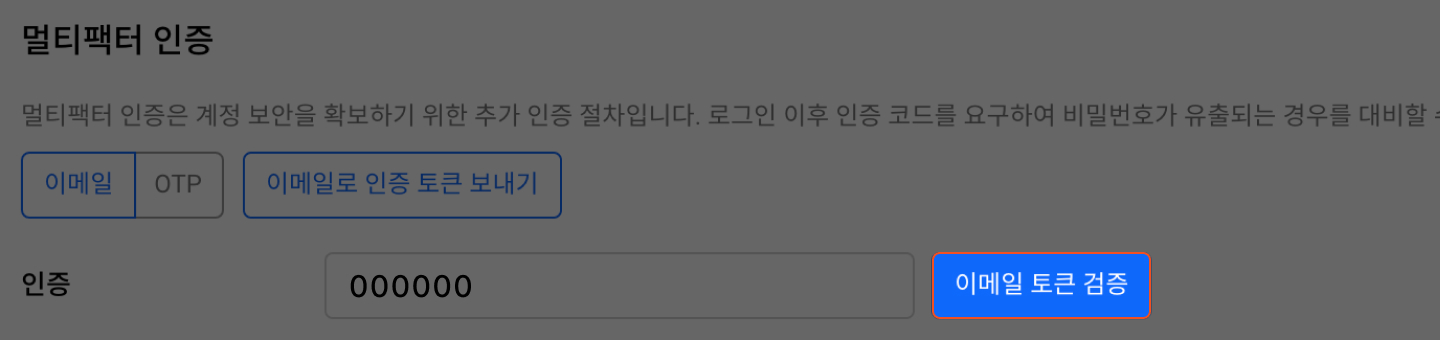 멀티팩터 인증
멀티팩터 인증은 계정 보안을 확보하기 위한 추가 인증 절차입니다. 로그인 이후 인증 코드를 요구하여 비밀번호가 유출되는 경우를 대비할
이메일 OTP 이메일로 인증 토큰 보내기
인증 000000 이메일 토큰 검증